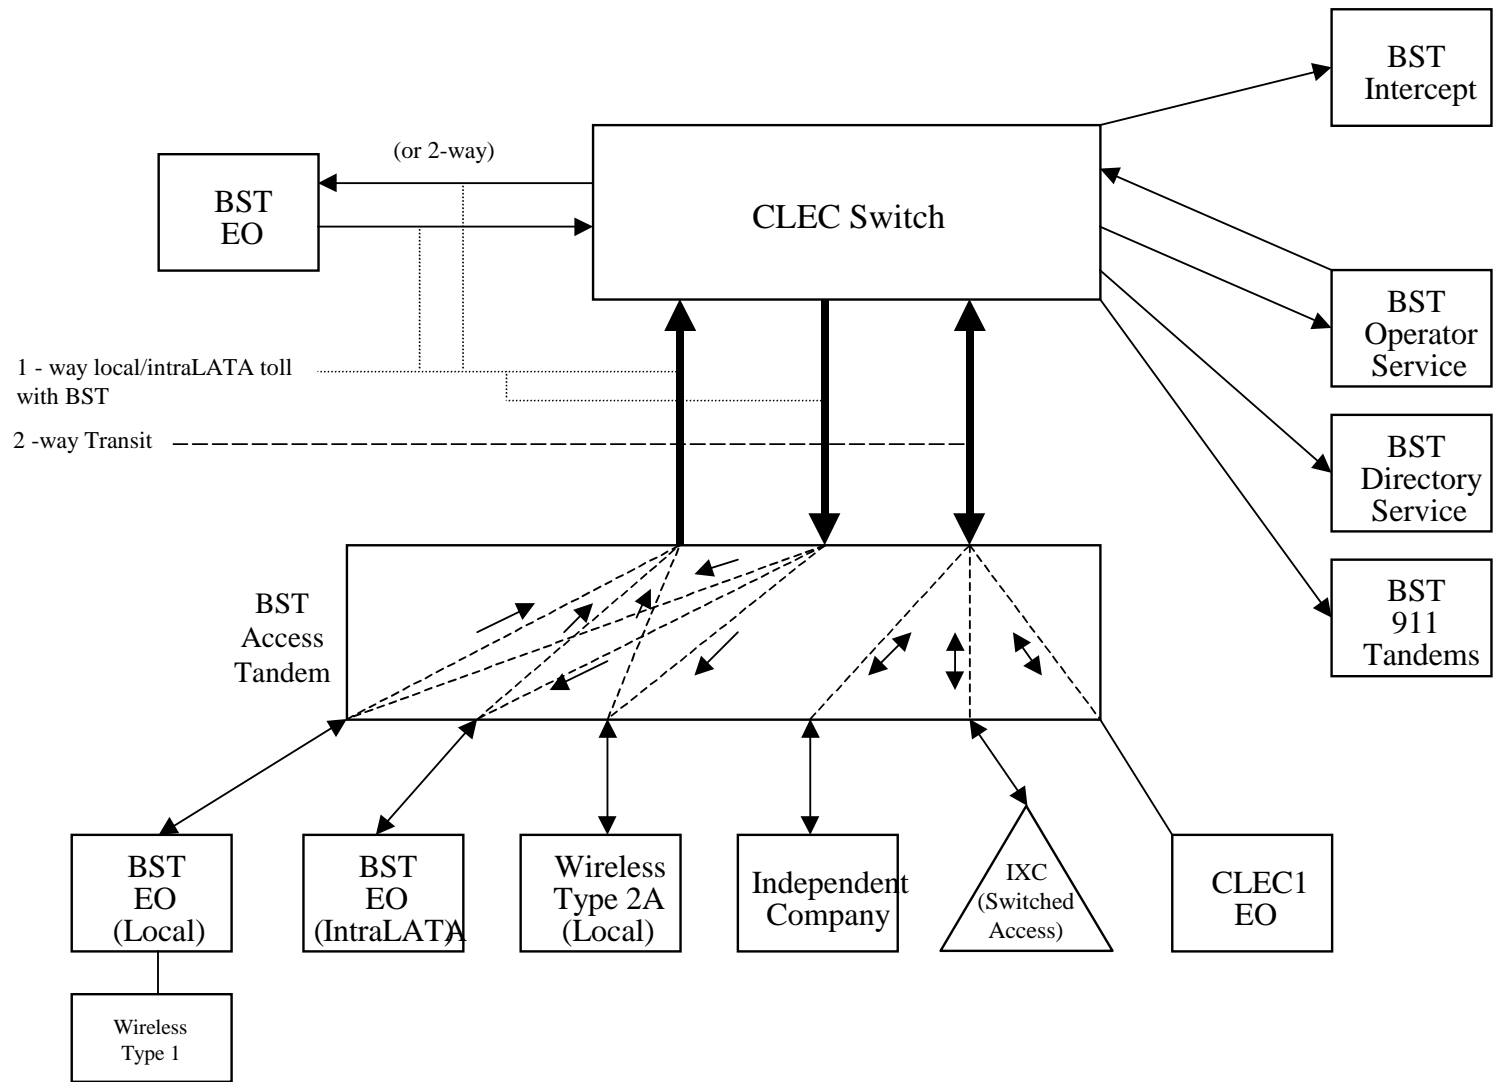 BST
Intercept
(or 2-way)
BST
EO
CLEC Switch
BST
Operator
Service
1 - way local/intraLATA toll
with BST
2 -way Transit
BST
Directory
Service
BST
911
Tandems
BST
Access
Tandem
BST
EO
(Local)
BST
EO
(IntraLATA)
Wireless
Type 2A
(Local)
Independent
Company
IXC
(Switched
Access)
CLEC1
EO
Wireless
Type 1